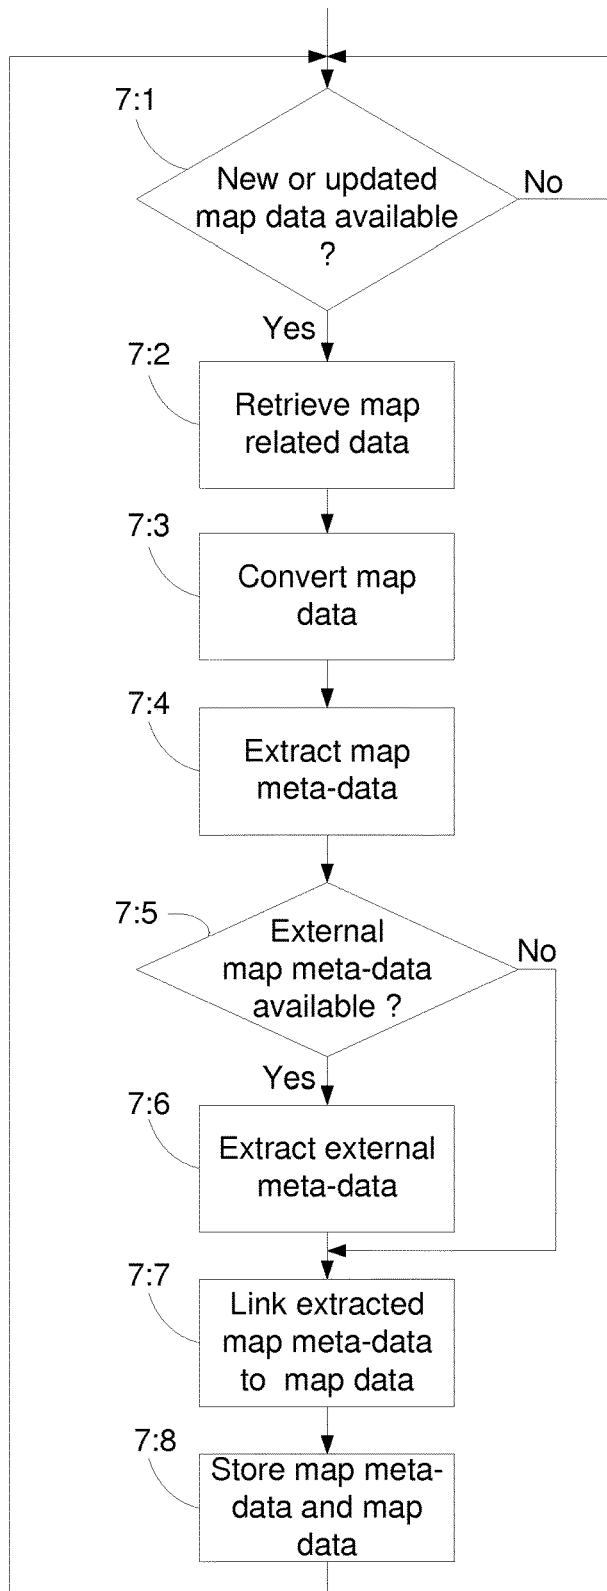 7:1
New or updated
map data available
?
No
Yes
7:2
Retrieve map
related data
7:3
Convert map
data
7:4
Extract map
meta-data
7:5
External
map meta-data
available ?
No
Yes
7:6
Extract external
meta-data
7:7
Link extracted
map meta-data
to map data
7:8
Store map meta-
data and map
data